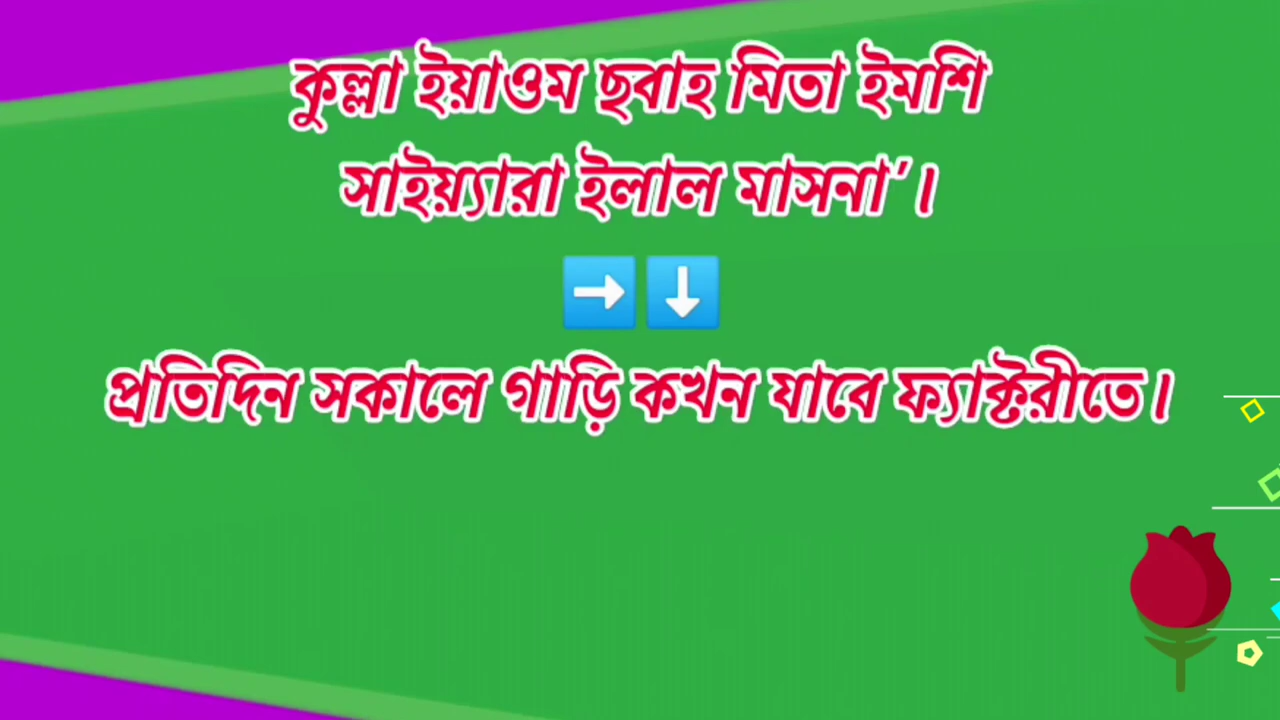 কুল্লা ইয়াওম ছবাহ মিতা ইমশি
সাইয়্যারা ইলাল মাসনা’।
➡️⬇️
প্রতিদিন সকালে গাড়ি কখন যাবে ফ্যাক্টরীতে।